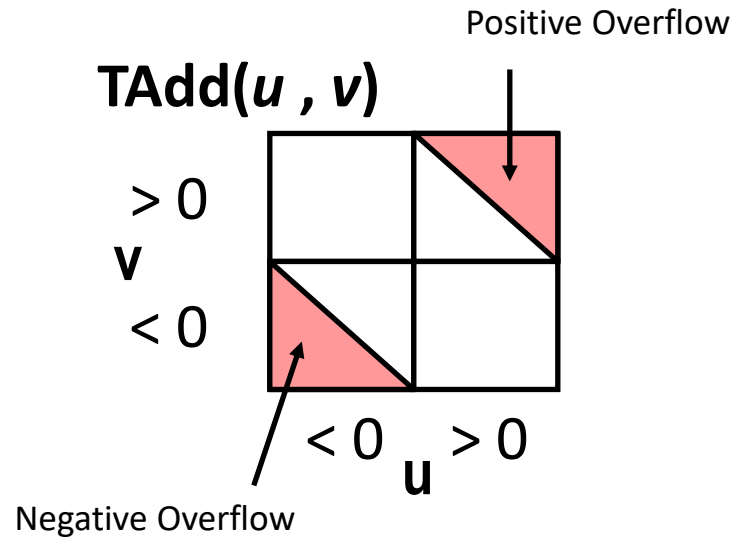 Positive Overflow
TAdd(u , v)
> 0
v
< 0
< 0 u > 0
Negative Overflow